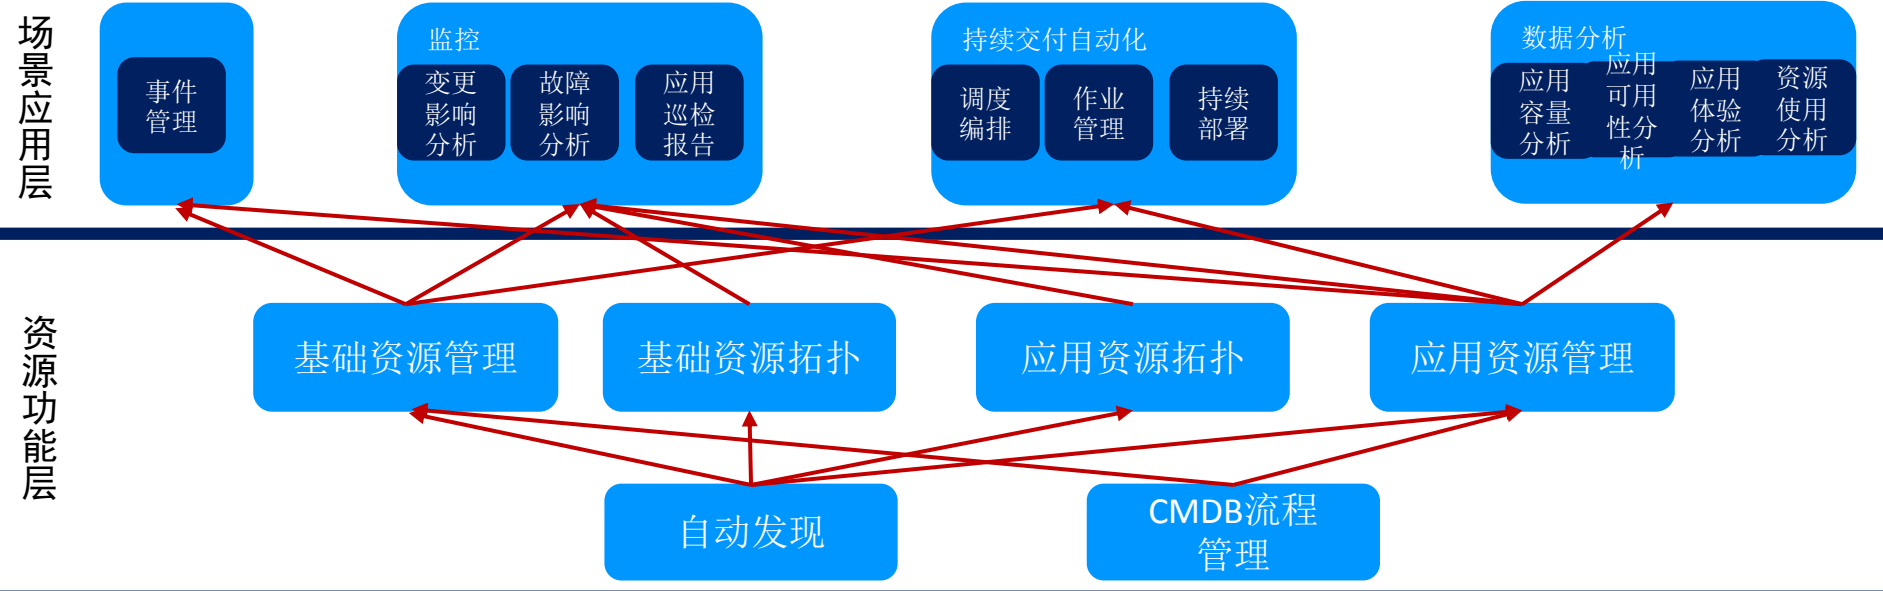 场景应用层
事件
管理
监控
变更
影响
分析
故障
影响
分析
应用
巡检
报告
持续交付自动化
调度
编排
作业
管理
持续
部署
数据分析
应用
容量
分析
应用
可用
性分
析
应用
体验
分析
资源
使用
分析
资源功能层
基础资源管理
基础资源拓扑
应用资源拓扑
应用资源管理
自动发现
CMDB流程
管理